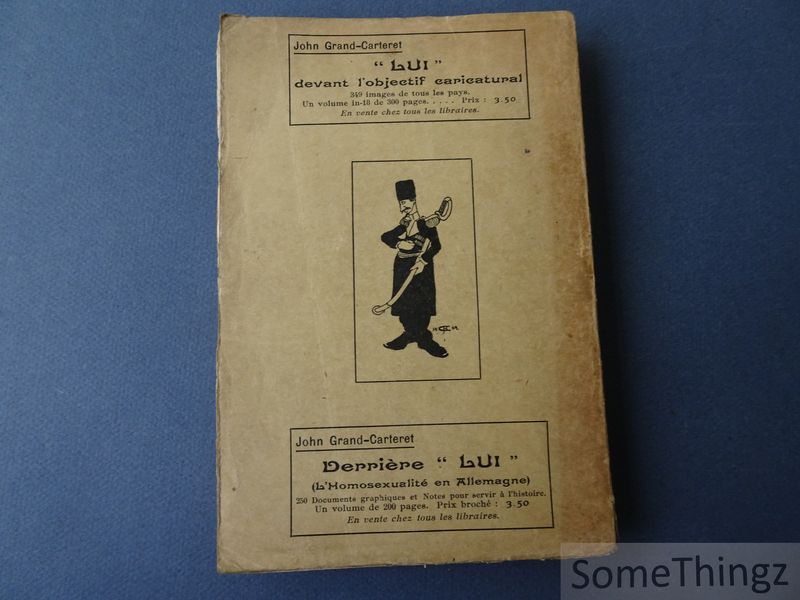 John Grand-Carteret
“ LUI ”
devant l'objectif caricatural
349 images de tous les pays.
Un volume in-18 de 300 pages. . . . . Prix : 3.50
En vente chez tous les libraires.
John Grand-Carteret
Derrière “ LUI ”
(L'Homosexualité en Allemagne)
250 Documents graphiques et Notes pour servir à l'histoire.
Un volume de 200 pages. Prix broché : 3.50
En vente chez tous les libraires.
SomeThingz